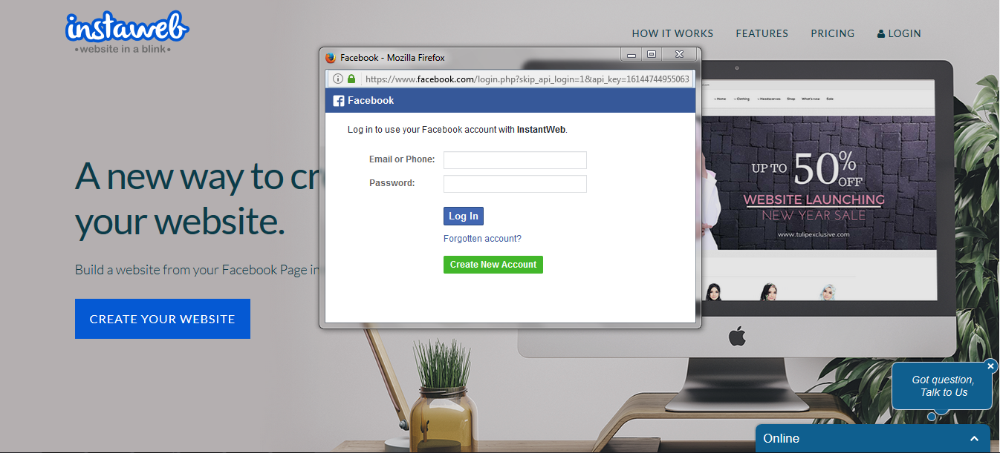 instaweb
•website in a blink•
HOW IT WORKS
FEATURES
PRICING
LOGIN
Facebook - Mozilla Firefox
https://www.facebook.com/login.php?skip_api_login=1&api_key=16144744955063
Facebook
Log in to use your Facebook account with InstantWeb.
Email or Phone:
Password:
Log In
Forgotten account?
Create New Account
A new way to cr
your website.
Build a website from your Facebook Page in
CREATE YOUR WEBSITE
Home
Clothing
Headscarves
Shop
What's new
Sale
UP TO 50% OFF
WEBSITE LAUNCHING
NEW YEAR SALE
www.tulipexclusive.com
Got question,
Talk to Us
Online